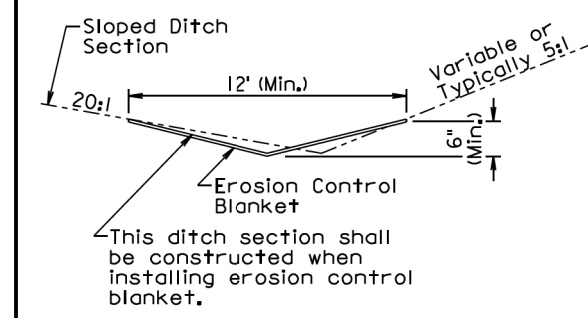 Sloped Ditch
Section
Variable or
Typically 5:1
12' (Min.)
20:1
6"
(Min.)
Erosion Control
Blanket
This ditch section shall
be constructed when
installing erosion control
blanket.